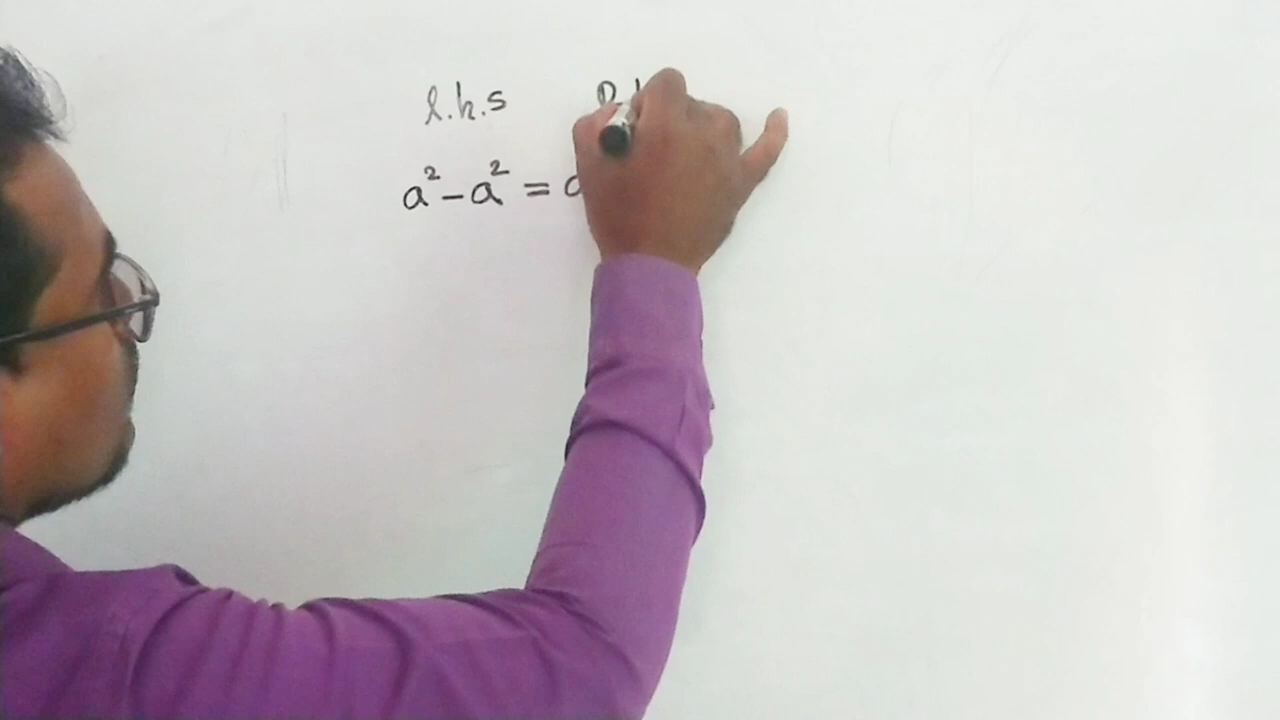 l.h.s R.h
a² - a² = a